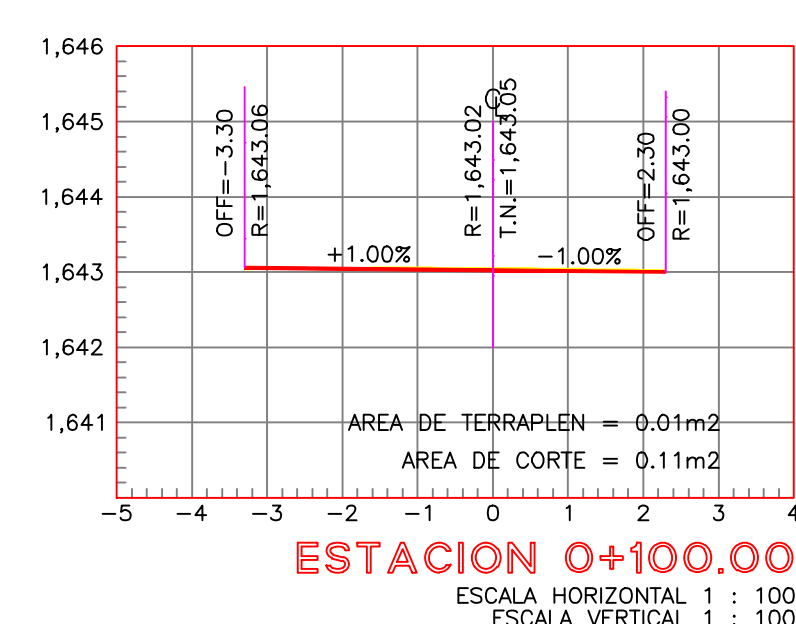 1,646
1,645
1,644
1,643
1,642
1,641
OFF=-3.30
R=1,643.06
R=1,643.02
T.N.=1,643.05
CL
OFF=2.30
R=1,643.00
+1.00%
-1.00%
AREA DE TERRAPLEN = 0.01m2
AREA DE CORTE = 0.11m2
-5 -4 -3 -2 -1 0 1 2 3 4
ESTACION 0+100.00
ESCALA HORIZONTAL 1 : 100
ESCALA VERTICAL 1 : 100